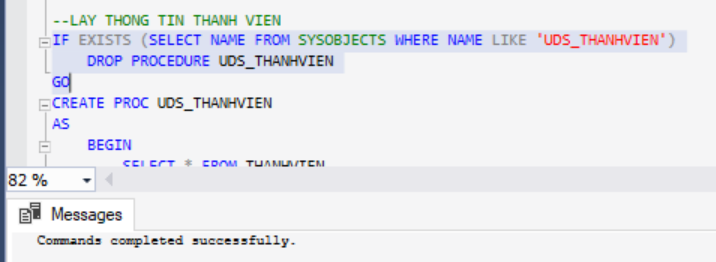 --LAY THONG TIN THANH VIEN
IF EXISTS (SELECT NAME FROM SYSOBJECTS WHERE NAME LIKE 'UDS_THANHVIEN')
DROP PROCEDURE UDS_THANHVIEN
GO
CREATE PROC UDS_THANHVIEN
AS
BEGIN
SELECT * FROM THANHVIEN
82 %
Messages
Commands completed successfully.